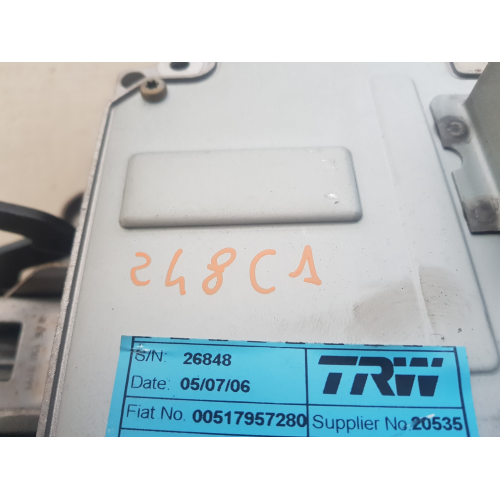 248C1
S/N: 26848
TRW
Date: 05/07/06
Fiat No. 00517957280
Supplier No. 20535